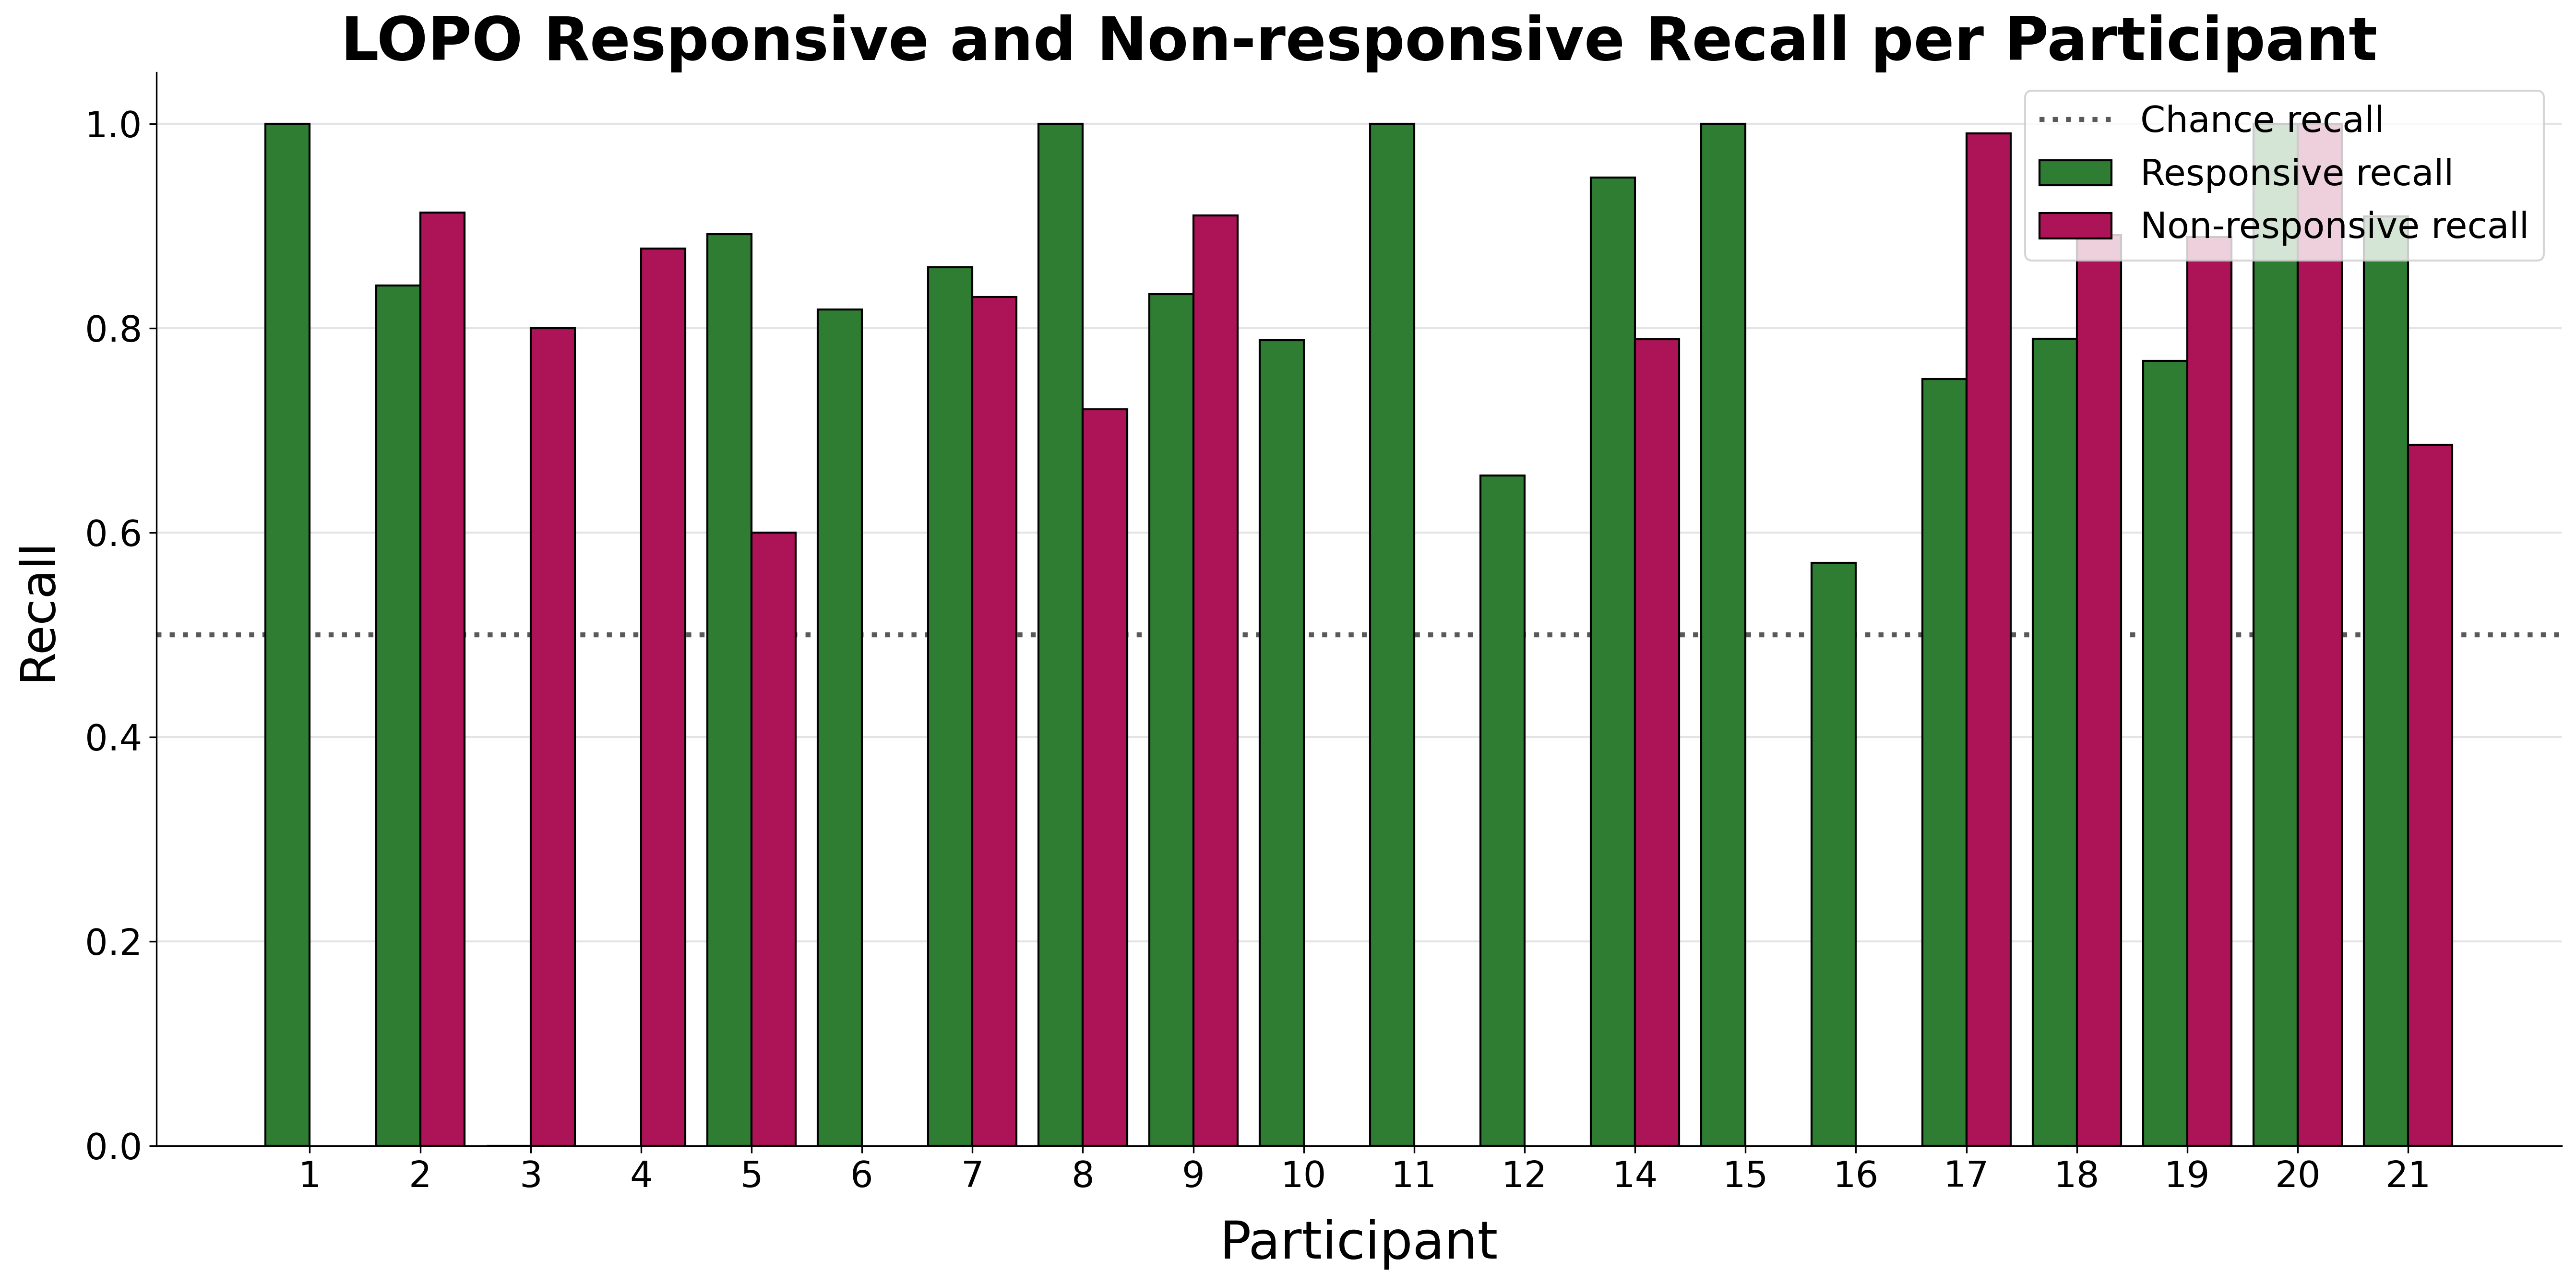 LOPO Responsive and Non-responsive Recall per Participant
Chance recall
Responsive recall
Non-responsive recall
Recall
1.0
0.8
0.6
0.4
0.2
0.0
1 2 3 4 5 6 7 8 9 10 11 12 14 15 16 17 18 19 20 21
Participant